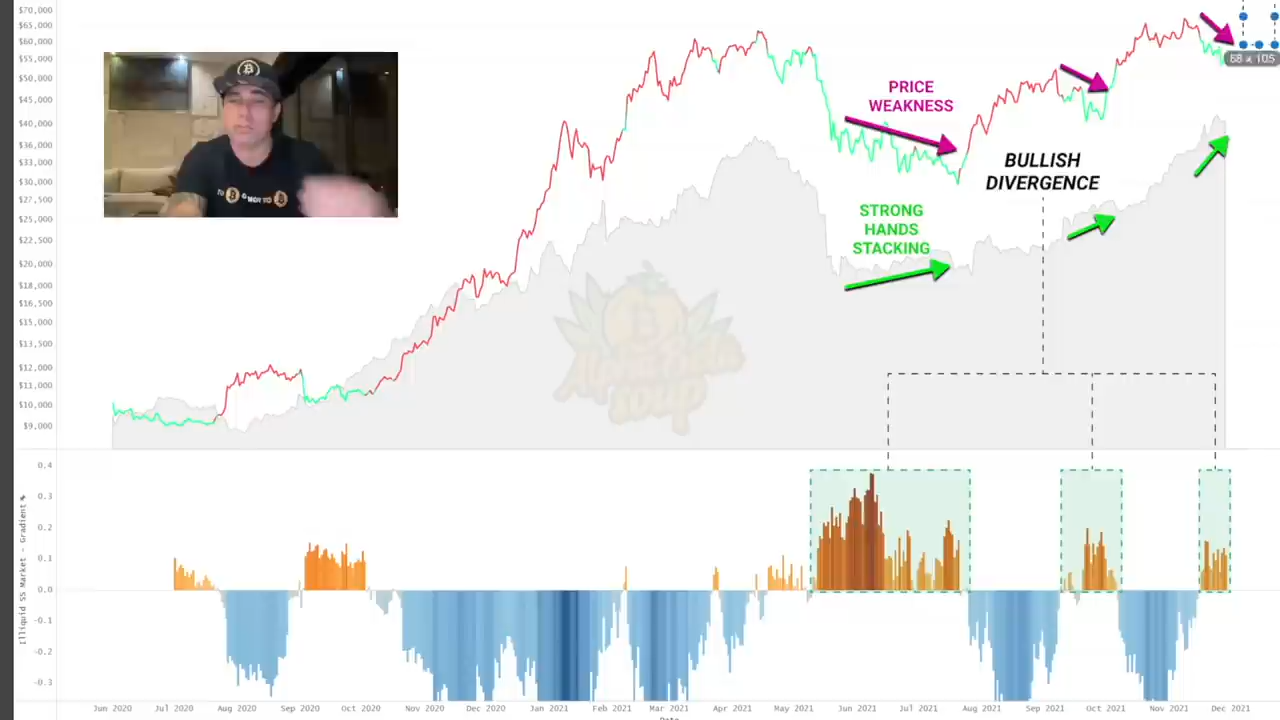 $70,000
$65,000
$60,000
$55,000
$50,000
$45,000
$40,000
$36,000
$33,000
$30,000
$27,500
$25,000
$22,500
$20,000
$18,000
$16,500
$15,000
$13,500
$12,000
$11,000
$10,000
$9,000
PRICE
WEAKNESS
BULLISH
DIVERGENCE
STRONG
HANDS
STACKING
58 x 105
TO
soup
0.4
0.3
0.2
0.1
0.0
-0.1
-0.2
-0.3
Illiquid SS Market - Gradient %
Jun 2020 Jul 2020 Aug 2020 Sep 2020 Oct 2020 Nov 2020 Dec 2020 Jan 2021 Feb 2021 Mar 2021 Apr 2021 May 2021 Jun 2021 Jul 2021 Aug 2021 Sep 2021 Oct 2021 Nov 2021 Dec 2021
Date